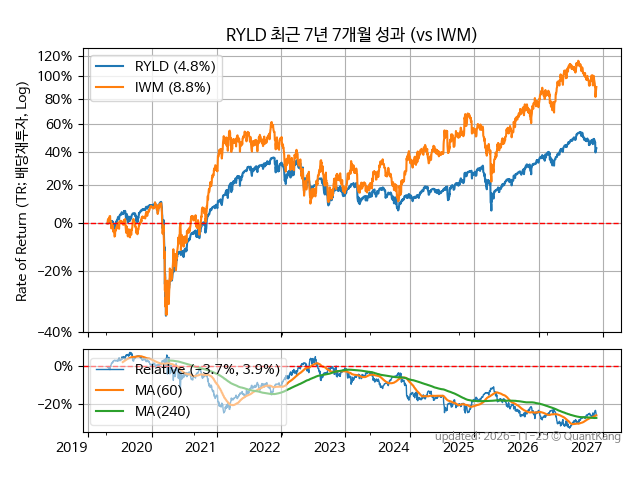 RYLD 최근 7년 7개월 성과 (vs IWM)
120%
100%
80%
60%
40%
20%
0%
−20%
−40%
Rate of Return (TR: 배당재투자, Log)
RYLD (4.8%)
IWM (8.8%)
0%
−20%
Relative (−3.7%, 3.9%)
MA(60)
MA(240)
updated: 2026-11-25 © QuantKang
2019 2020 2021 2022 2023 2024 2025 2026 2027